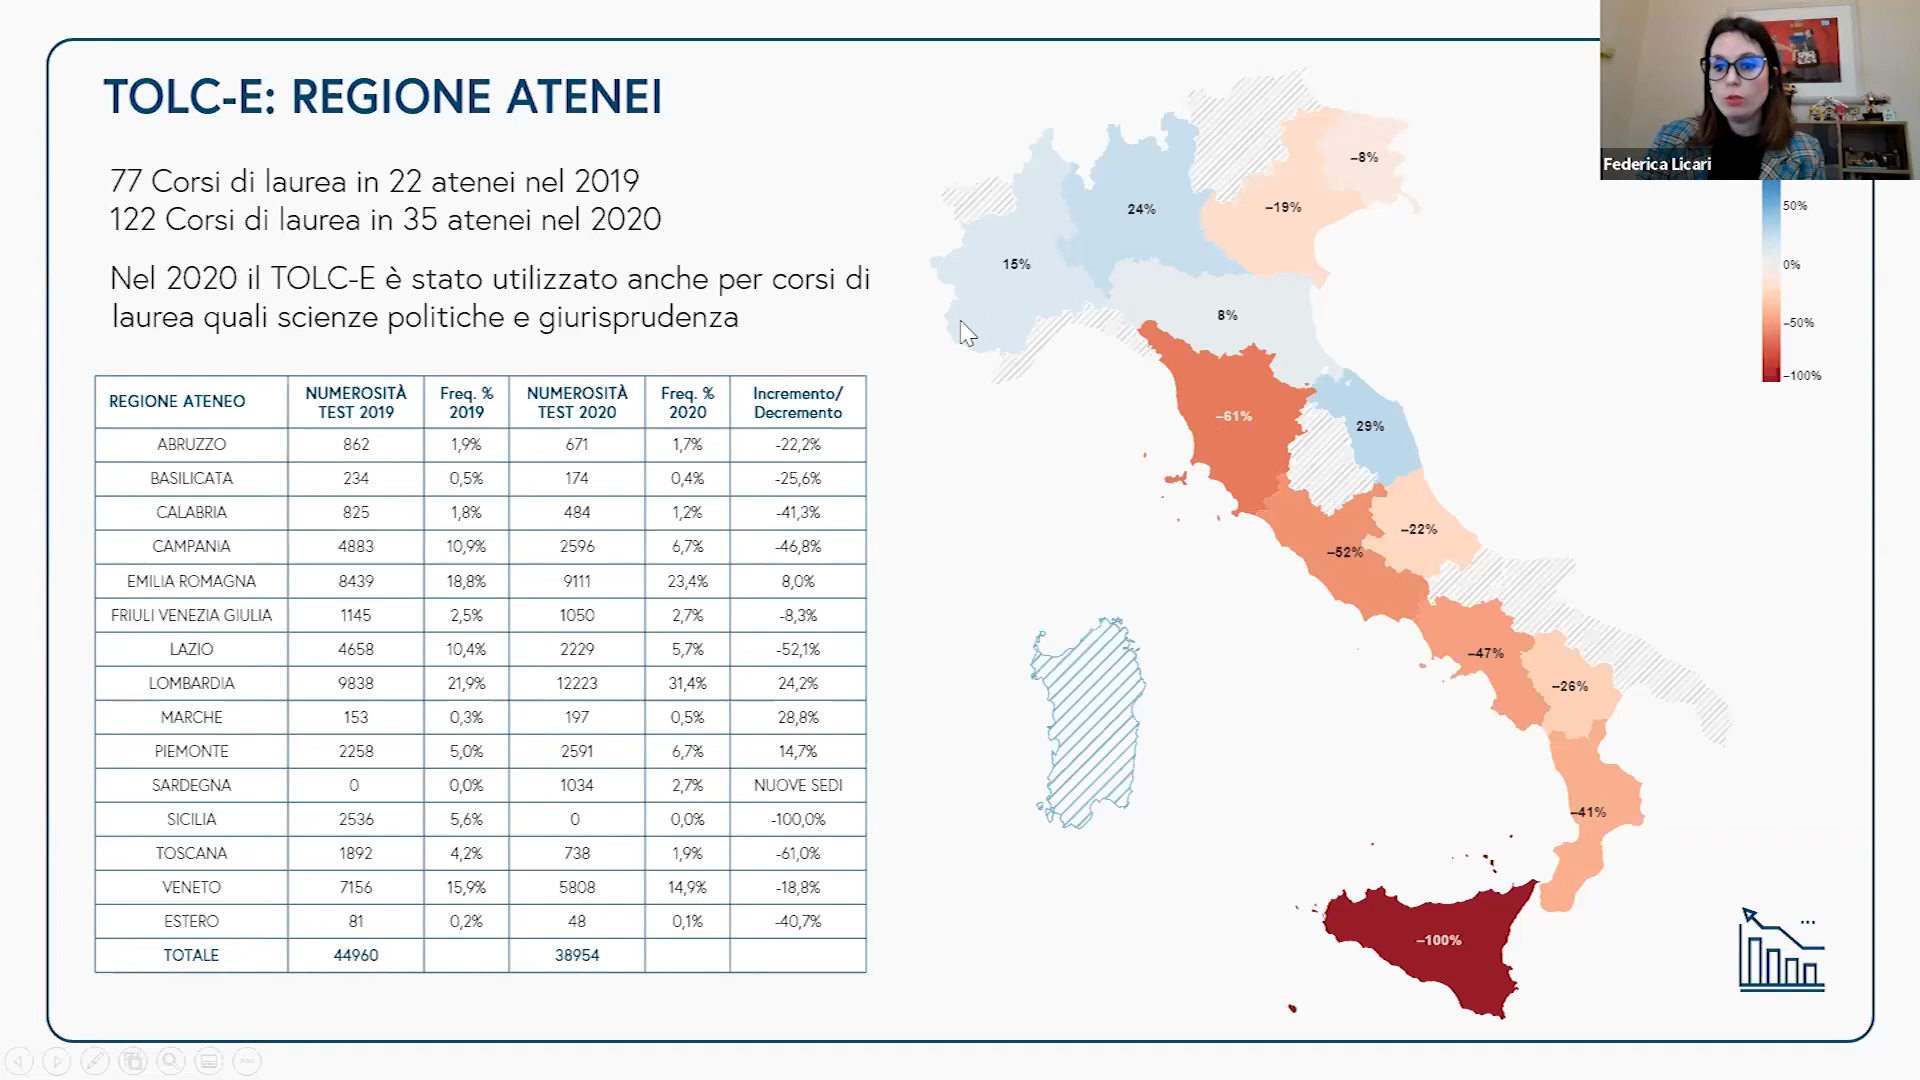 TOLC-E: REGIONE ATENEI
77 Corsi di laurea in 22 atenei nel 2019
122 Corsi di laurea in 35 atenei nel 2020
Nel 2020 il TOLC-E è stato utilizzato anche per corsi di
laurea quali scienze politiche e giurisprudenza
REGIONE ATENEO NUMEROSITÀ TEST 2019 Freq. % 2019 NUMEROSITÀ TEST 2020 Freq. % 2020 Incremento/ Decremento
ABRUZZO 862 1,9% 671 1,7% -22,2%
BASILICATA 234 0,5% 174 0,4% -25,6%
CALABRIA 825 1,8% 484 1,2% -41,3%
CAMPANIA 4883 10,9% 2596 6,7% -46,8%
EMILIA ROMAGNA 8439 18,8% 9111 23,4% 8,0%
FRIULI VENEZIA GIULIA 1145 2,5% 1050 2,7% -8,3%
LAZIO 4658 10,4% 2229 5,7% -52,1%
LOMBARDIA 9838 21,9% 12223 31,4% 24,2%
MARCHE 153 0,3% 197 0,5% 28,8%
PIEMONTE 2258 5,0% 2591 6,7% 14,7%
SARDEGNA 0 0,0% 1034 2,7% NUOVE SEDI
SICILIA 2536 5,6% 0 0,0% -100,0%
TOSCANA 1892 4,2% 738 1,9% -61,0%
VENETO 7156 15,9% 5808 14,9% -18,8%
ESTERO 81 0,2% 48 0,1% -40,7%
TOTALE 44960 38954
–8%
24%
–19%
15%
8%
–61%
29%
–22%
–52%
–47%
–26%
–41%
–100%
50%
0%
–50%
–100%
Federica Licari